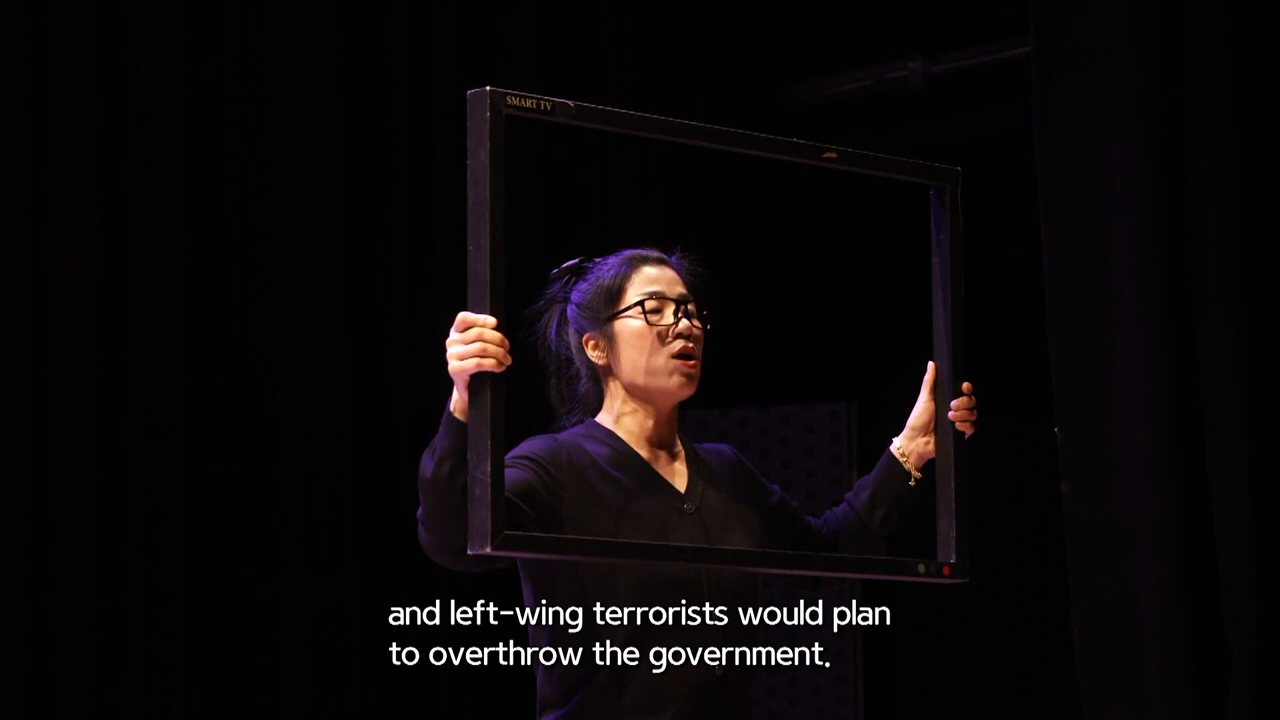 SMART TV
and left-wing terrorists would plan
to overthrow the government.